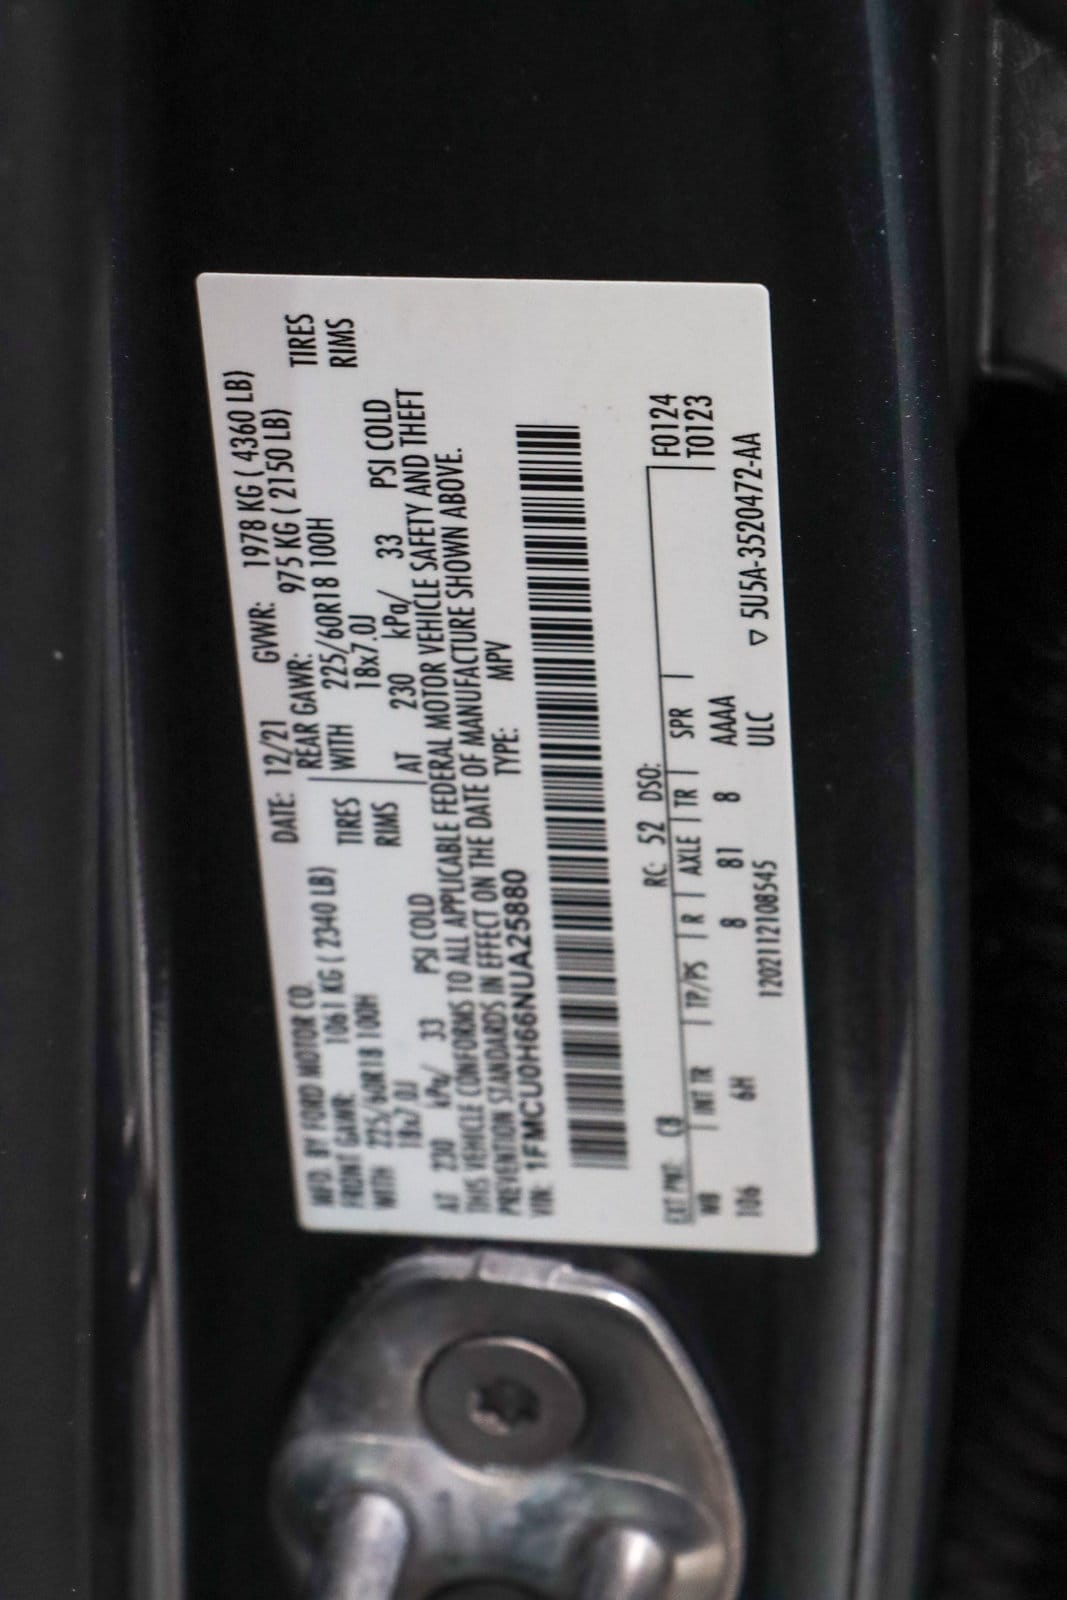 MFD. BY FORD MOTOR CO. DATE: 12/21 GVWR: 1978 KG ( 4360 LB)
FRONT GAWR: 1061 KG ( 2340 LB) REAR GAWR: 975 KG ( 2150 LB)
WITH 225/60R18 100H TIRES WITH 225/60R18 100H TIRES
18x7.0J RIMS 18x7.0J RIMS
AT 230 kPa/ 33 PSI COLD AT 230 kPa/ 33 PSI COLD
THIS VEHICLE CONFORMS TO ALL APPLICABLE FEDERAL MOTOR VEHICLE SAFETY AND THEFT
PREVENTION STANDARDS IN EFFECT ON THE DATE OF MANUFACTURE SHOWN ABOVE.
VIN: 1FMCU0H66NUA25880 TYPE: MPV
EXT PNT: C8 RC: 52 DSO: F0124
WB INT TR TP/PS R AXLE TR SPR T0123
106 6H 8 81 8 AAAA
1202112108545 ULC ▽ 5U5A-3520472-AA